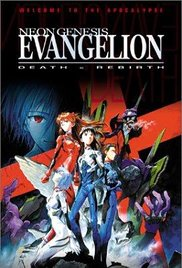 WELCOME TO THE APOCALYPSE
NEON GENESIS
EVANGELION
DEATH & REBIRTH